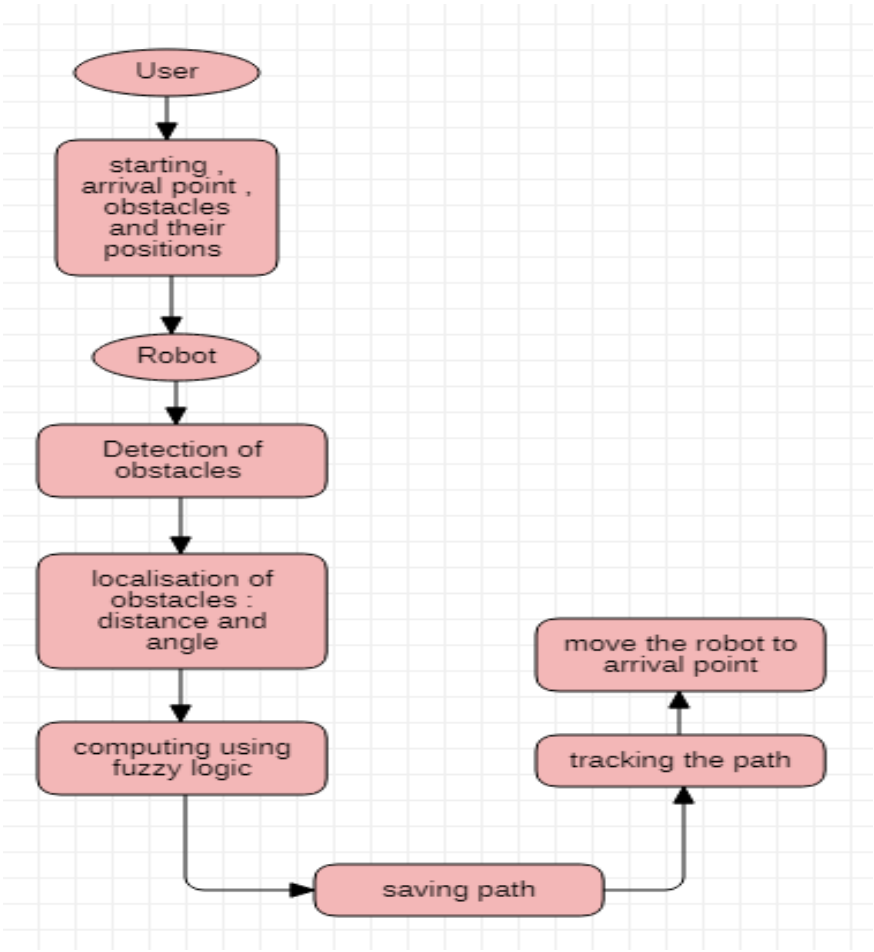 User
starting ,
arrival point ,
obstacles
and their
positions
Robot
Detection of
obstacles
localisation of
obstacles :
distance and
angle
computing using
fuzzy logic
saving path
tracking the path
move the robot to
arrival point